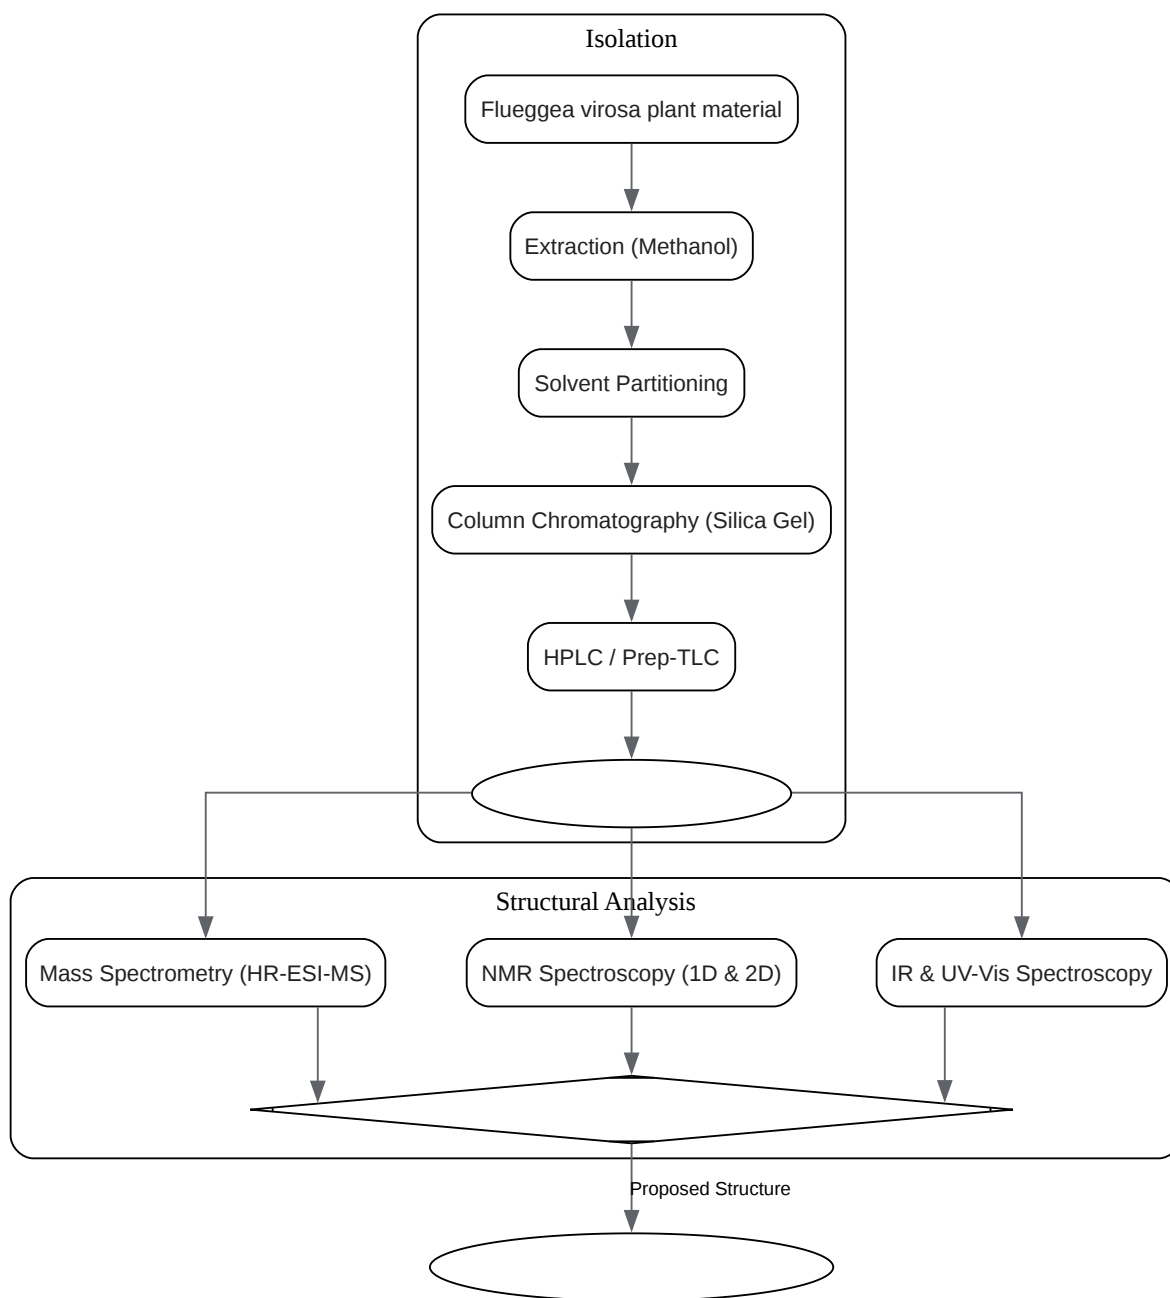 Isolation
Flueggea virosa plant material
Extraction (Methanol)
Solvent Partitioning
Column Chromatography (Silica Gel)
HPLC / Prep-TLC
Structural Analysis
Mass Spectrometry (HR-ESI-MS)
NMR Spectroscopy (1D & 2D)
IR & UV-Vis Spectroscopy
Proposed Structure